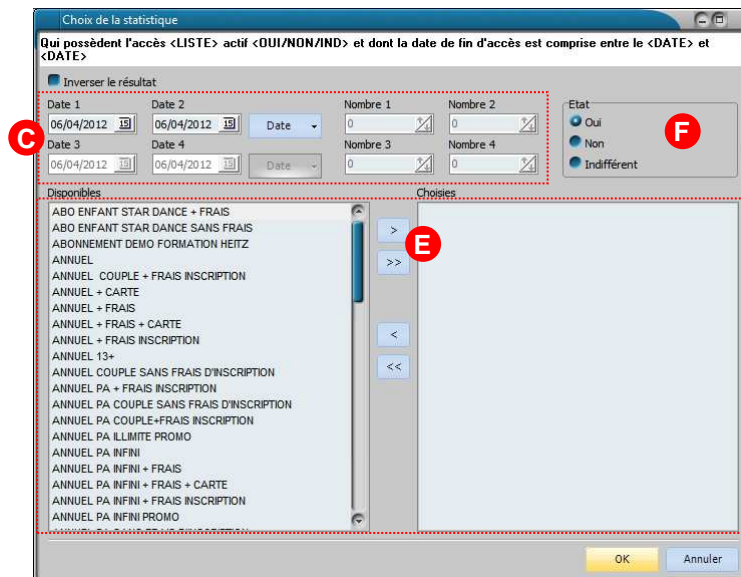 Choix de la statistique
Qui possèdent l'accès <LISTE> actif <OUI/NON/IND> et dont la date de fin d'accès est comprise entre le <DATE> et
<DATE>
Inverser le résultat
Date 1 Date 2 Nombre 1 Nombre 2 Etat
06/04/2012 15 06/04/2012 15 Date 0 0 Oui
C F
Date 3 Date 4 Nombre 3 Nombre 4 Non
06/04/2012 15 06/04/2012 15 Date 0 0 Indifférent
Disponibles Choisies
ABO ENFANT STAR DANCE + FRAIS
ABO ENFANT STAR DANCE SANS FRAIS >
ABONNEMENT DEMO FORMATION HEITZ E
ANNUEL >>
ANNUEL COUPLE + FRAIS INSCRIPTION
ANNUEL + CARTE
ANNUEL + FRAIS
ANNUEL + FRAIS + CARTE <
ANNUEL + FRAIS INSCRIPTION
ANNUEL 13+ <<
ANNUEL COUPLE SANS FRAIS D'INSCRIPTION
ANNUEL PA + FRAIS INSCRIPTION
ANNUEL PA COUPLE SANS FRAIS D'INSCRIPTION
ANNUEL PA COUPLE+FRAIS INSCRIPTION
ANNUEL PA ILLIMITE PROMO
ANNUEL PA INFINI
ANNUEL PA INFINI + FRAIS
ANNUEL PA INFINI + FRAIS + CARTE
ANNUEL PA INFINI + FRAIS INSCRIPTION
ANNUEL PA INFINI PROMO
OK Annuler